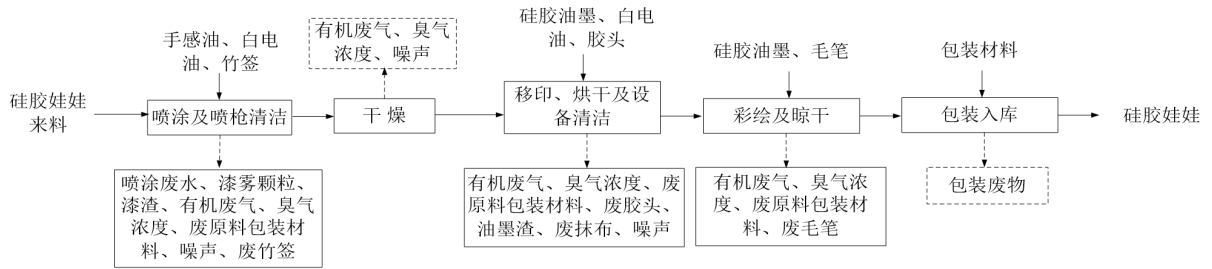 硅胶娃娃
来料
手感油、白电
油、竹签
喷涂及喷枪清洁
喷涂废水、漆雾颗粒、
漆渣、有机废气、臭气
浓度、废原料包装材
料、噪声、废竹签
有机废气、臭气
浓度、噪声
干燥
硅胶油墨、白电
油、胶头
移印、烘干及设
备清洁
有机废气、臭气浓度、废
原料包装材料、废胶头、
油墨渣、废抹布、噪声
硅胶油墨、毛笔
彩绘及晾干
有机废气、臭气浓
度、废原料包装材
料、废毛笔
包装材料
包装入库
包装废物
硅胶娃娃